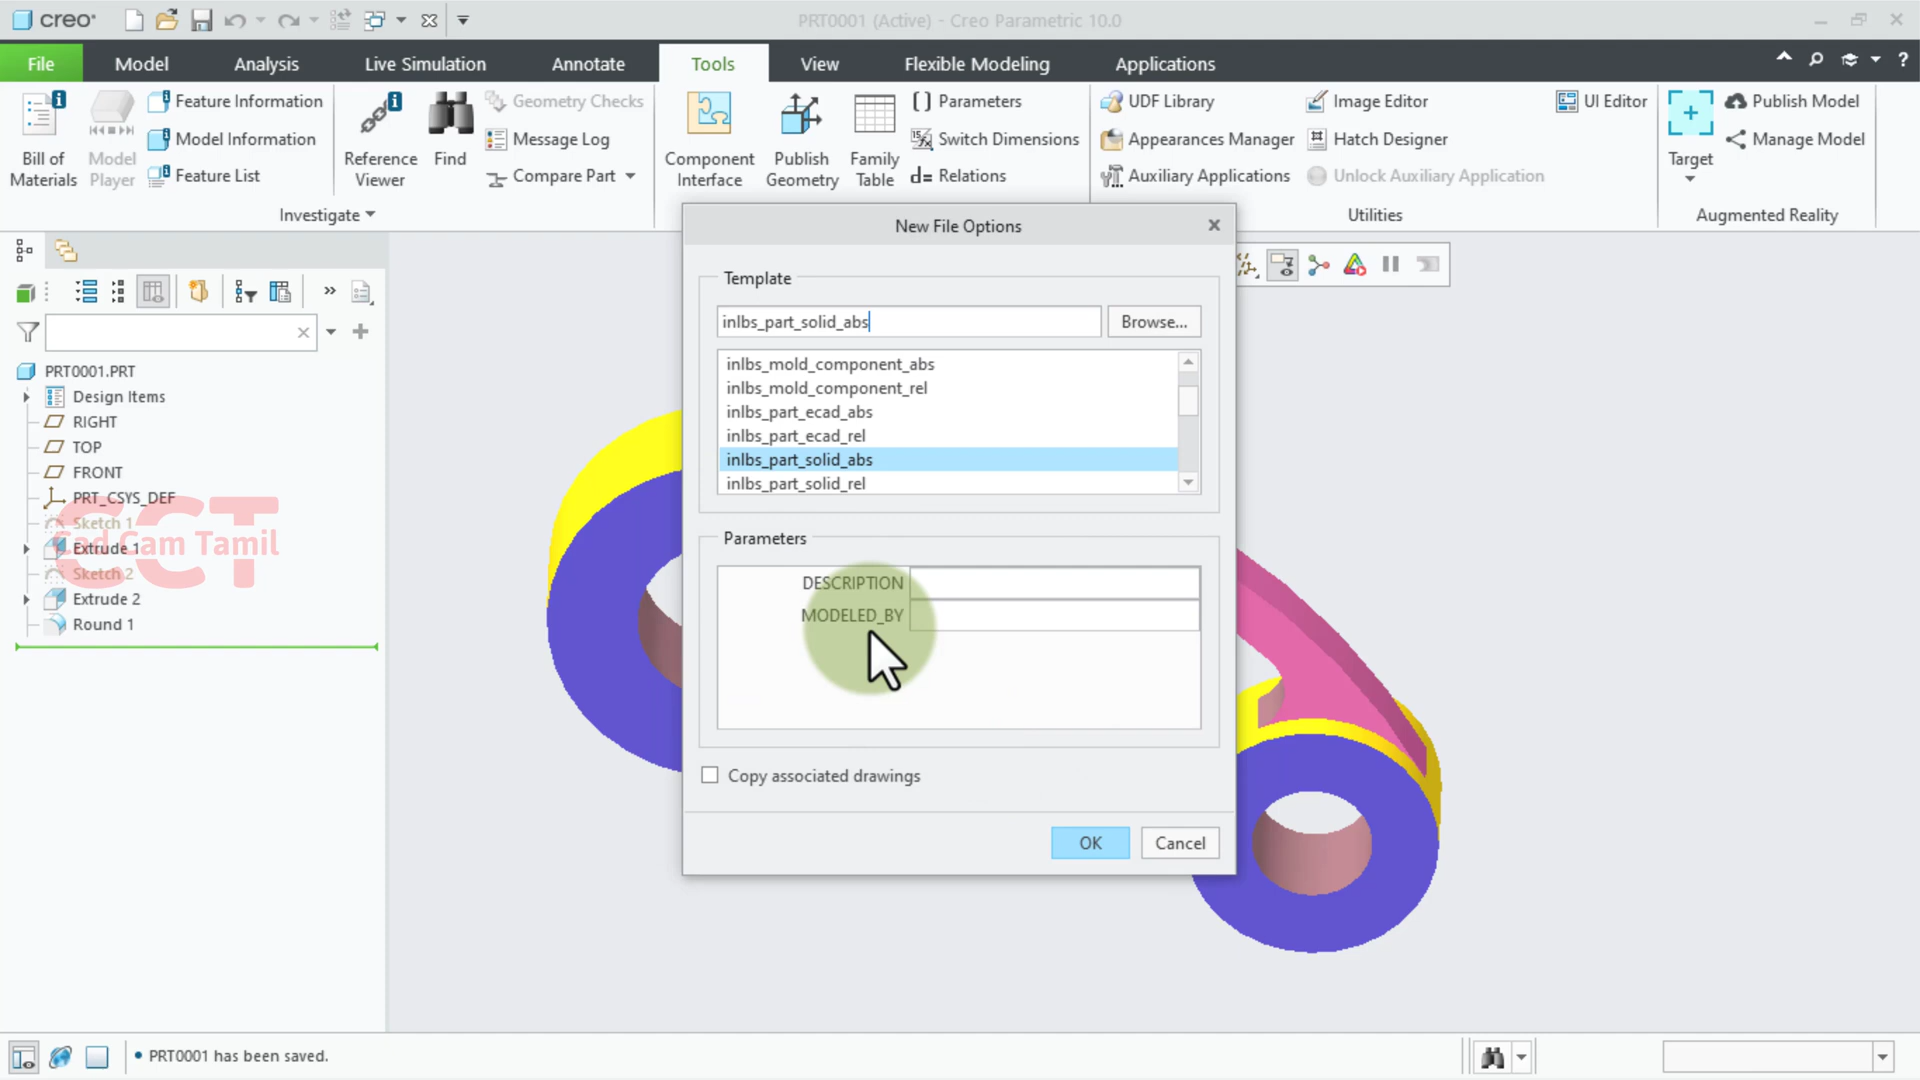 creo
PRT0001 (Active) - Creo Parametric 10.0
File
Model
Analysis
Live Simulation
Annotate
Tools
View
Flexible Modeling
Applications
?
Bill of
Materials
Model
Player
Feature Information
Model Information
Feature List
Reference
Viewer
Find
Geometry Checks
Message Log
Compare Part
Investigate
Component
Interface
Publish
Geometry
Family
Table
Parameters
Switch Dimensions
d= Relations
UDF Library
Appearances Manager
Auxiliary Applications
Image Editor
Hatch Designer
Unlock Auxiliary Application
UI Editor
Utilities
Target
Publish Model
Manage Model
Augmented Reality
PRT0001.PRT
Design Items
RIGHT
TOP
FRONT
PRT_CSYS_DEF
Sketch 1
Extrude 1
Sketch 2
Extrude 2
Round 1
CCT
Cad Cam Tamil
New File Options
Template
inlbs_part_solid_abs
Browse...
inlbs_mold_component_abs
inlbs_mold_component_rel
inlbs_part_ecad_abs
inlbs_part_ecad_rel
inlbs_part_solid_abs
inlbs_part_solid_rel
Parameters
DESCRIPTION
MODELED_BY
Copy associated drawings
OK
Cancel
• PRT0001 has been saved.